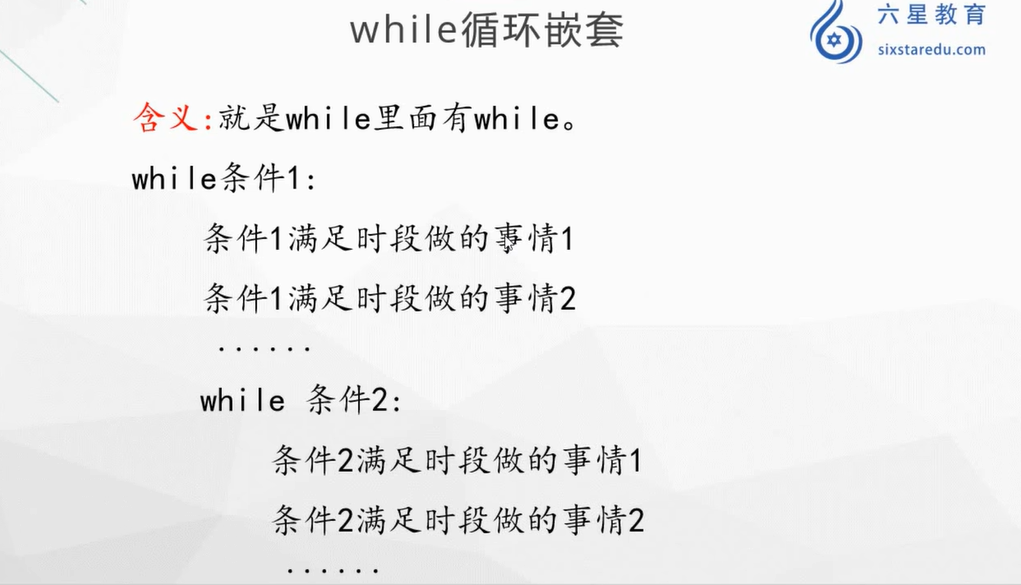 while循环嵌套
六星教育
sixstaredu.com
含义:就是while里面有while。
while条件1:
条件1满足时段做的事情1
条件1满足时段做的事情2
······
while 条件2:
条件2满足时段做的事情1
条件2满足时段做的事情2
······